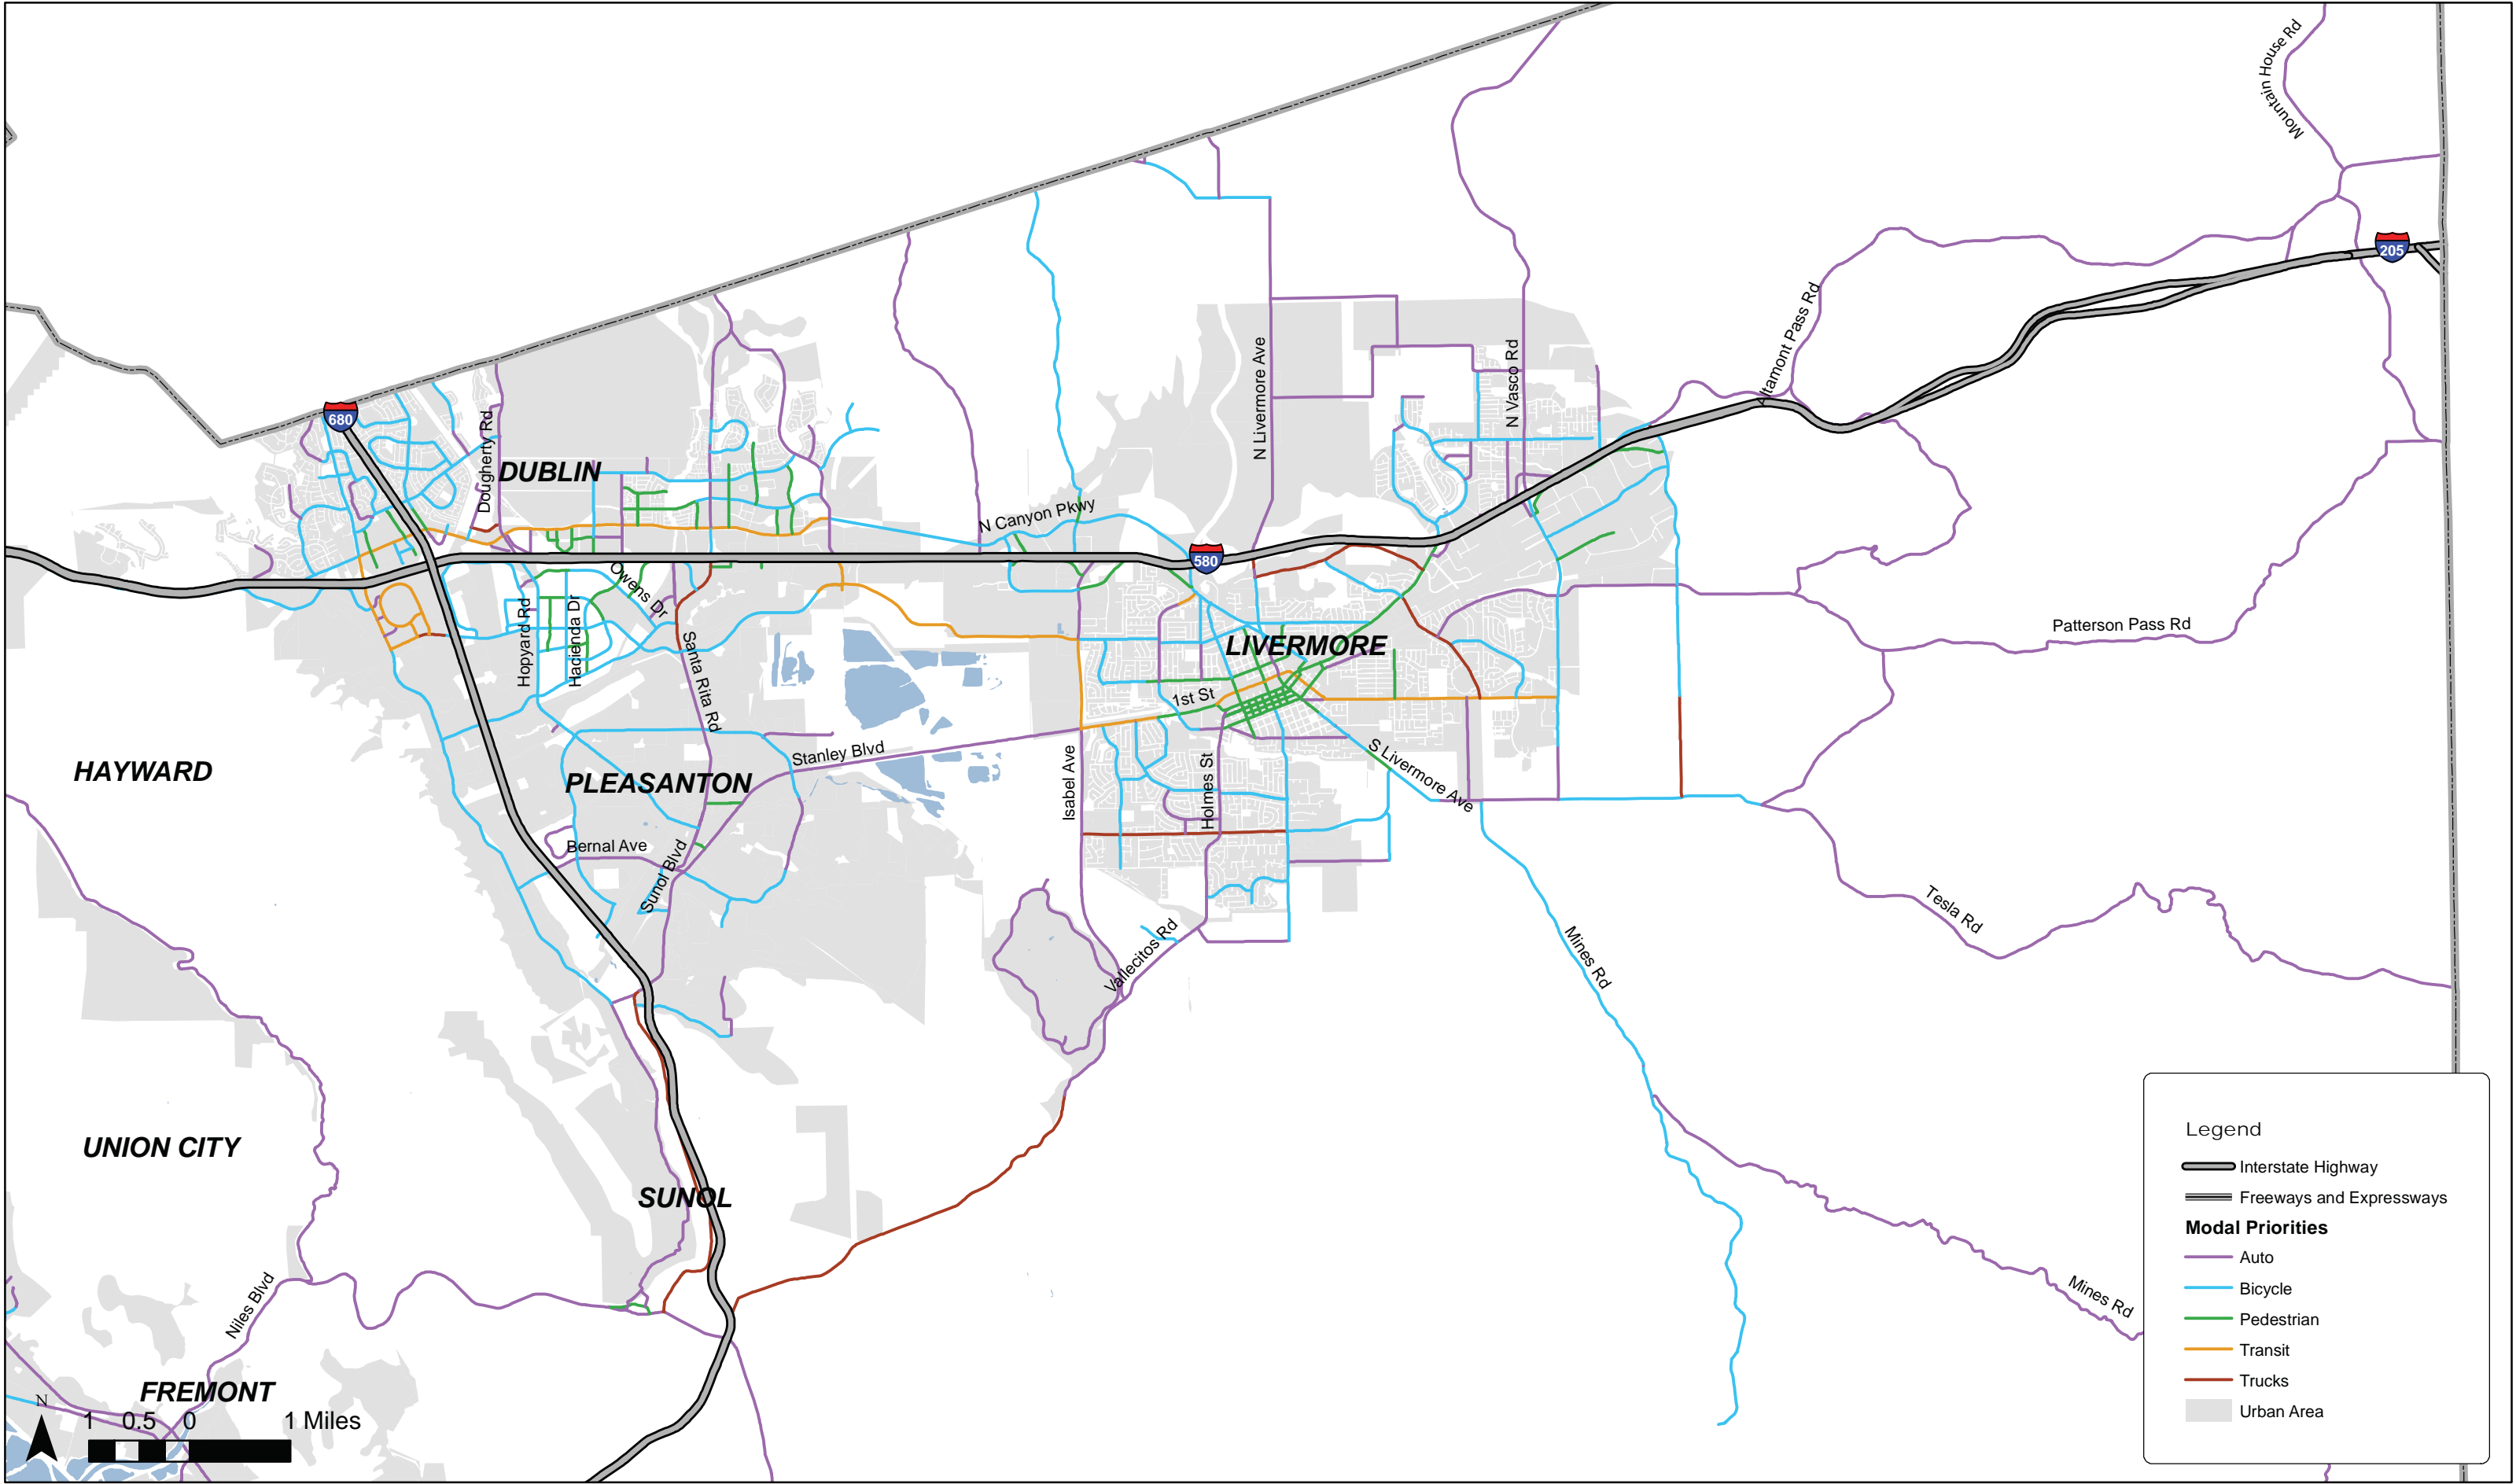 Mountain House Rd
205
Altamont Pass Rd
N Livermore Ave
N Vasco Rd
680
Dougherty Rd
DUBLIN
N Canyon Pkwy
580
Owens Dr
Hopyard Rd
Hacienda Dr
Santa Rita Rd
LIVERMORE
Patterson Pass Rd
1st St
HAYWARD
PLEASANTON
Stanley Blvd
Isabel Ave
Holmes St
S Livermore Ave
Bernal Ave
Sunol Blvd
Tesla Rd
Vallecitos Rd
Mines Rd
UNION CITY
SUNOL
Niles Blvd
Mines Rd
FREMONT
N
1 0.5 0 1 Miles
Legend
Interstate Highway
Freeways and Expressways
Modal Priorities
Auto
Bicycle
Pedestrian
Transit
Trucks
Urban Area